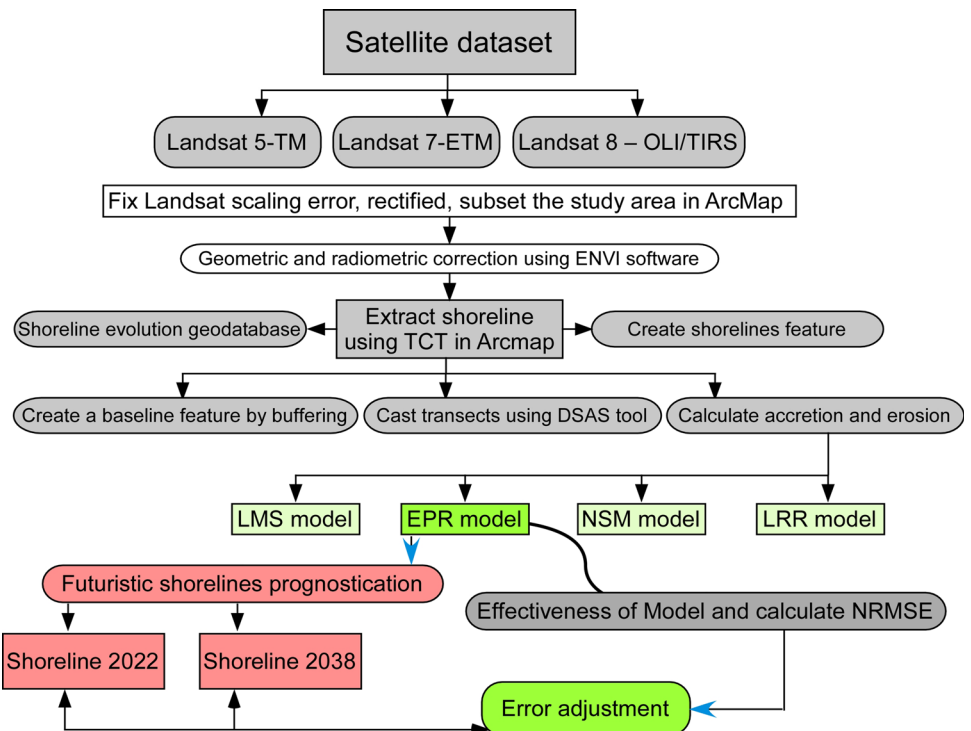 Satellite dataset
Landsat 5-TM
Landsat 7-ETM
Landsat 8 – OLI/TIRS
Fix Landsat scaling error, rectified, subset the study area in ArcMap
Geometric and radiometric correction using ENVI software
Shoreline evolution geodatabase
Extract shoreline
using TCT in Arcmap
Create shorelines feature
Create a baseline feature by buffering
Cast transects using DSAS tool
Calculate accretion and erosion
LMS model
EPR model
NSM model
LRR model
Futuristic shorelines prognostication
Effectiveness of Model and calculate NRMSE
Shoreline 2022
Shoreline 2038
Error adjustment